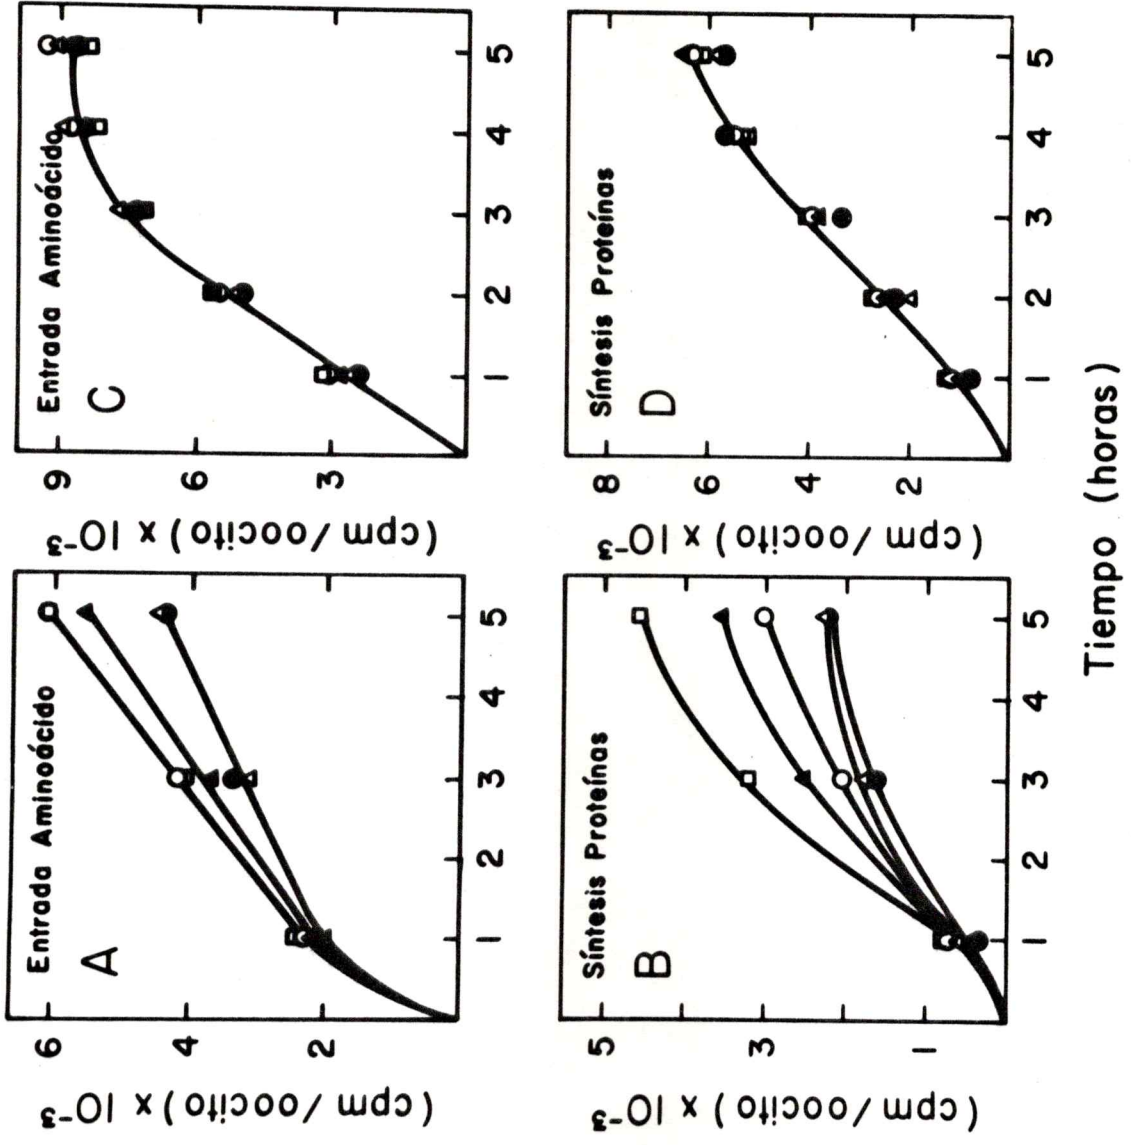 Entrada Aminoácido
A
(cpm/oocito) x 10⁻³
6
4
2
1 2 3 4 5
Entrada Aminoácido
C
(cpm/oocito) x 10⁻³
9
6
3
1 2 3 4 5
Síntesis Proteínas
B
(cpm/oocito) x 10⁻³
5
3
1
1 2 3 4 5
Síntesis Proteínas
D
(cpm/oocito) x 10⁻³
8
6
4
2
1 2 3 4 5
Tiempo (horas)